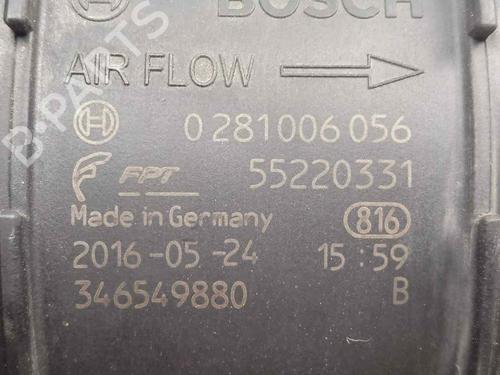 BOSCH
AIR FLOW
0 281 006 056
FPT 55220331
Made in Germany 816
2016-05-24 15:59
346549880 B
B-PARTS